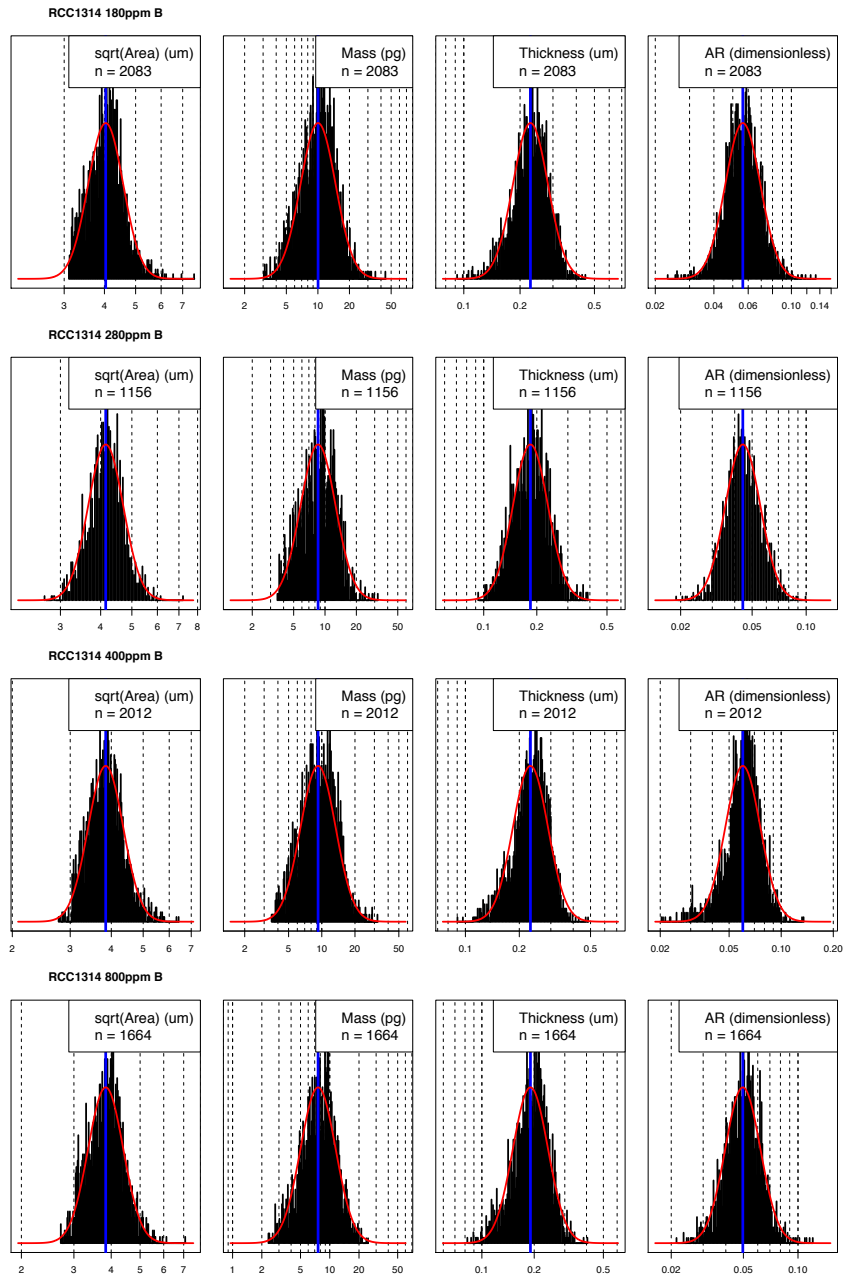 RCC1314 180ppm B
sqrt(Area) (um)
n = 2083
3 4 5 6 7
Mass (pg)
n = 2083
2 5 10 20 50
Thickness (um)
n = 2083
0.1 0.2 0.5
AR (dimensionless)
n = 2083
0.02 0.04 0.06 0.10 0.14
RCC1314 280ppm B
sqrt(Area) (um)
n = 1156
3 4 5 6 7 8
Mass (pg)
n = 1156
2 5 10 20 50
Thickness (um)
n = 1156
0.1 0.2 0.5
AR (dimensionless)
n = 1156
0.02 0.05 0.10
RCC1314 400ppm B
sqrt(Area) (um)
n = 2012
2 3 4 5 6 7
Mass (pg)
n = 2012
2 5 10 20 50
Thickness (um)
n = 2012
0.1 0.2 0.5
AR (dimensionless)
n = 2012
0.02 0.05 0.10 0.20
RCC1314 800ppm B
sqrt(Area) (um)
n = 1664
2 3 4 5 6 7
Mass (pg)
n = 1664
1 2 5 10 20 50
Thickness (um)
n = 1664
0.1 0.2 0.5
AR (dimensionless)
n = 1664
0.02 0.05 0.10